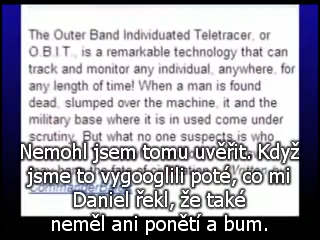 The Outer Band Individuated Teletracer, or
O.B.I.T., is a remarkable technology that can
track and monitor any individual, anywhere, for
any length of time! When a man is found
dead, slumped over the machine, it and the
military base where it is in used come under
scrutiny. But what no one suspects is who
Nemohl jsem tomu uvěřit. Když
jsme to vygooglili poté, co mi
Daniel řekl, že také
neměl ani ponětí a bum.